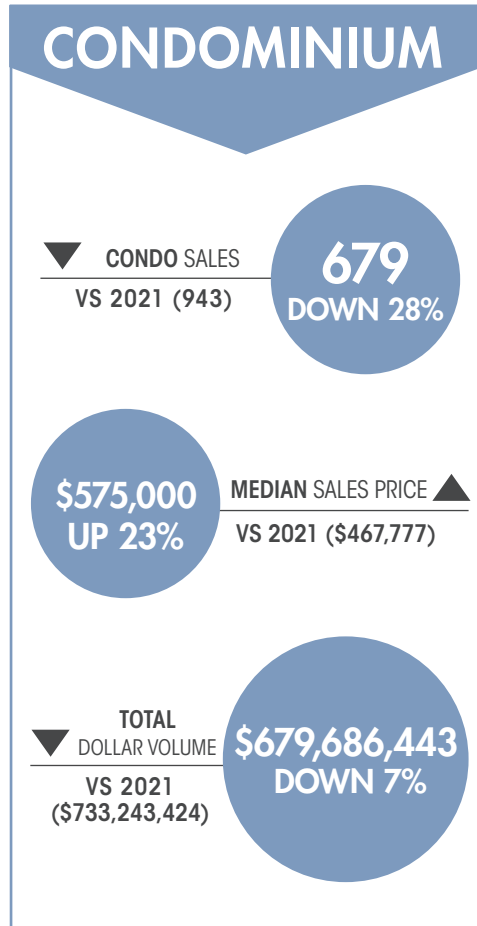 CONDOMINIUM
CONDO SALES
VS 2021 (943)
679
DOWN 28%
$575,000
UP 23%
MEDIAN SALES PRICE
VS 2021 ($467,777)
TOTAL
DOLLAR VOLUME
VS 2021
($733,243,424)
$679,686,443
DOWN 7%